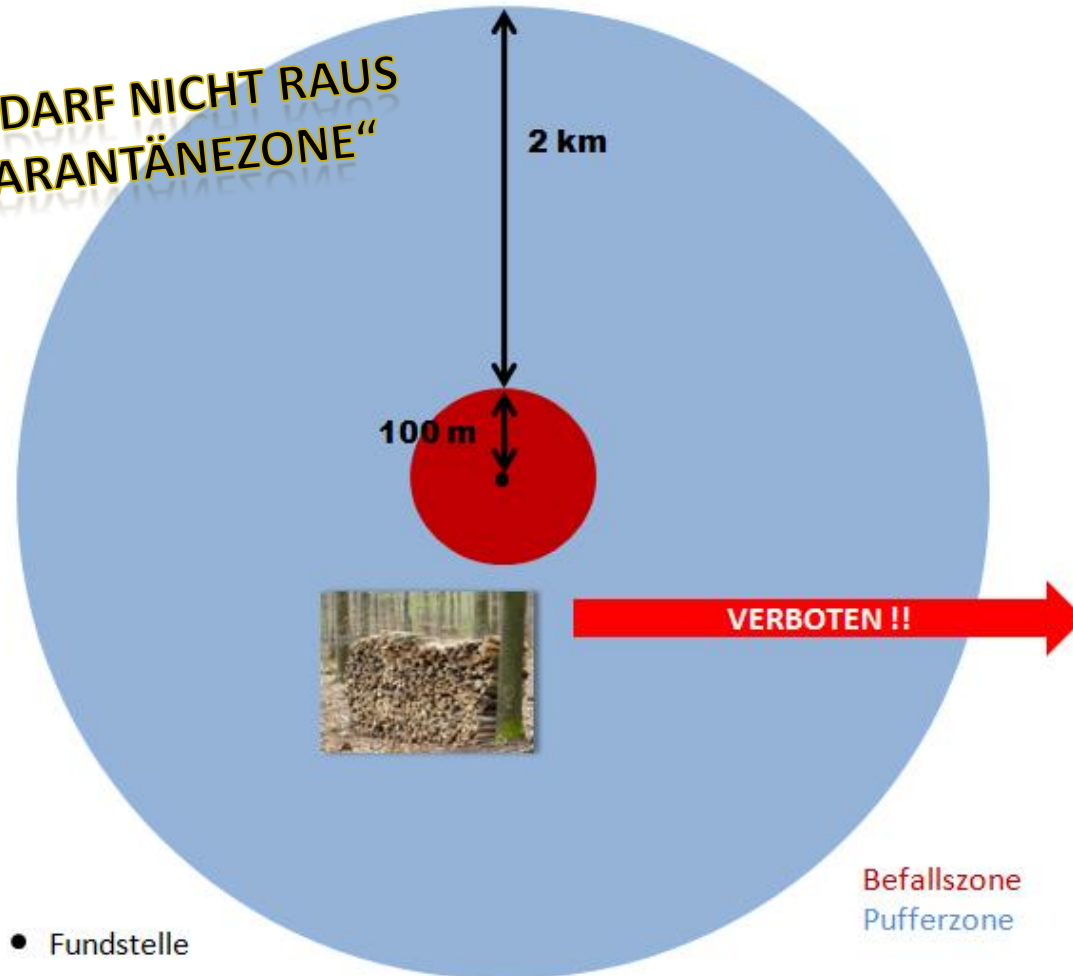 DARF NICHT RAUS
ARANTÄNEZONE“
2 km
100 m
VERBOTEN !!
Befallszone
Pufferzone
• Fundstelle